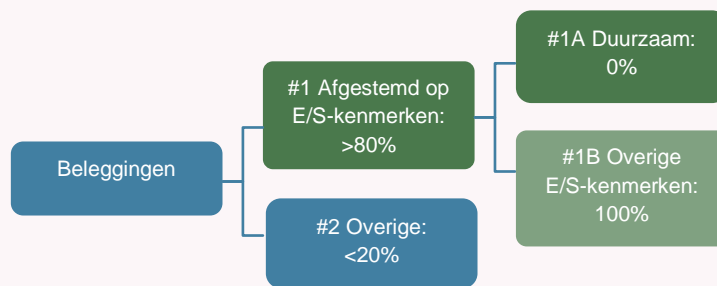 Beleggingen
#1 Afgestemd op
E/S-kenmerken:
>80%
#2 Overige:
<20%
#1A Duurzaam:
0%
#1B Overige
E/S-kenmerken:
100%